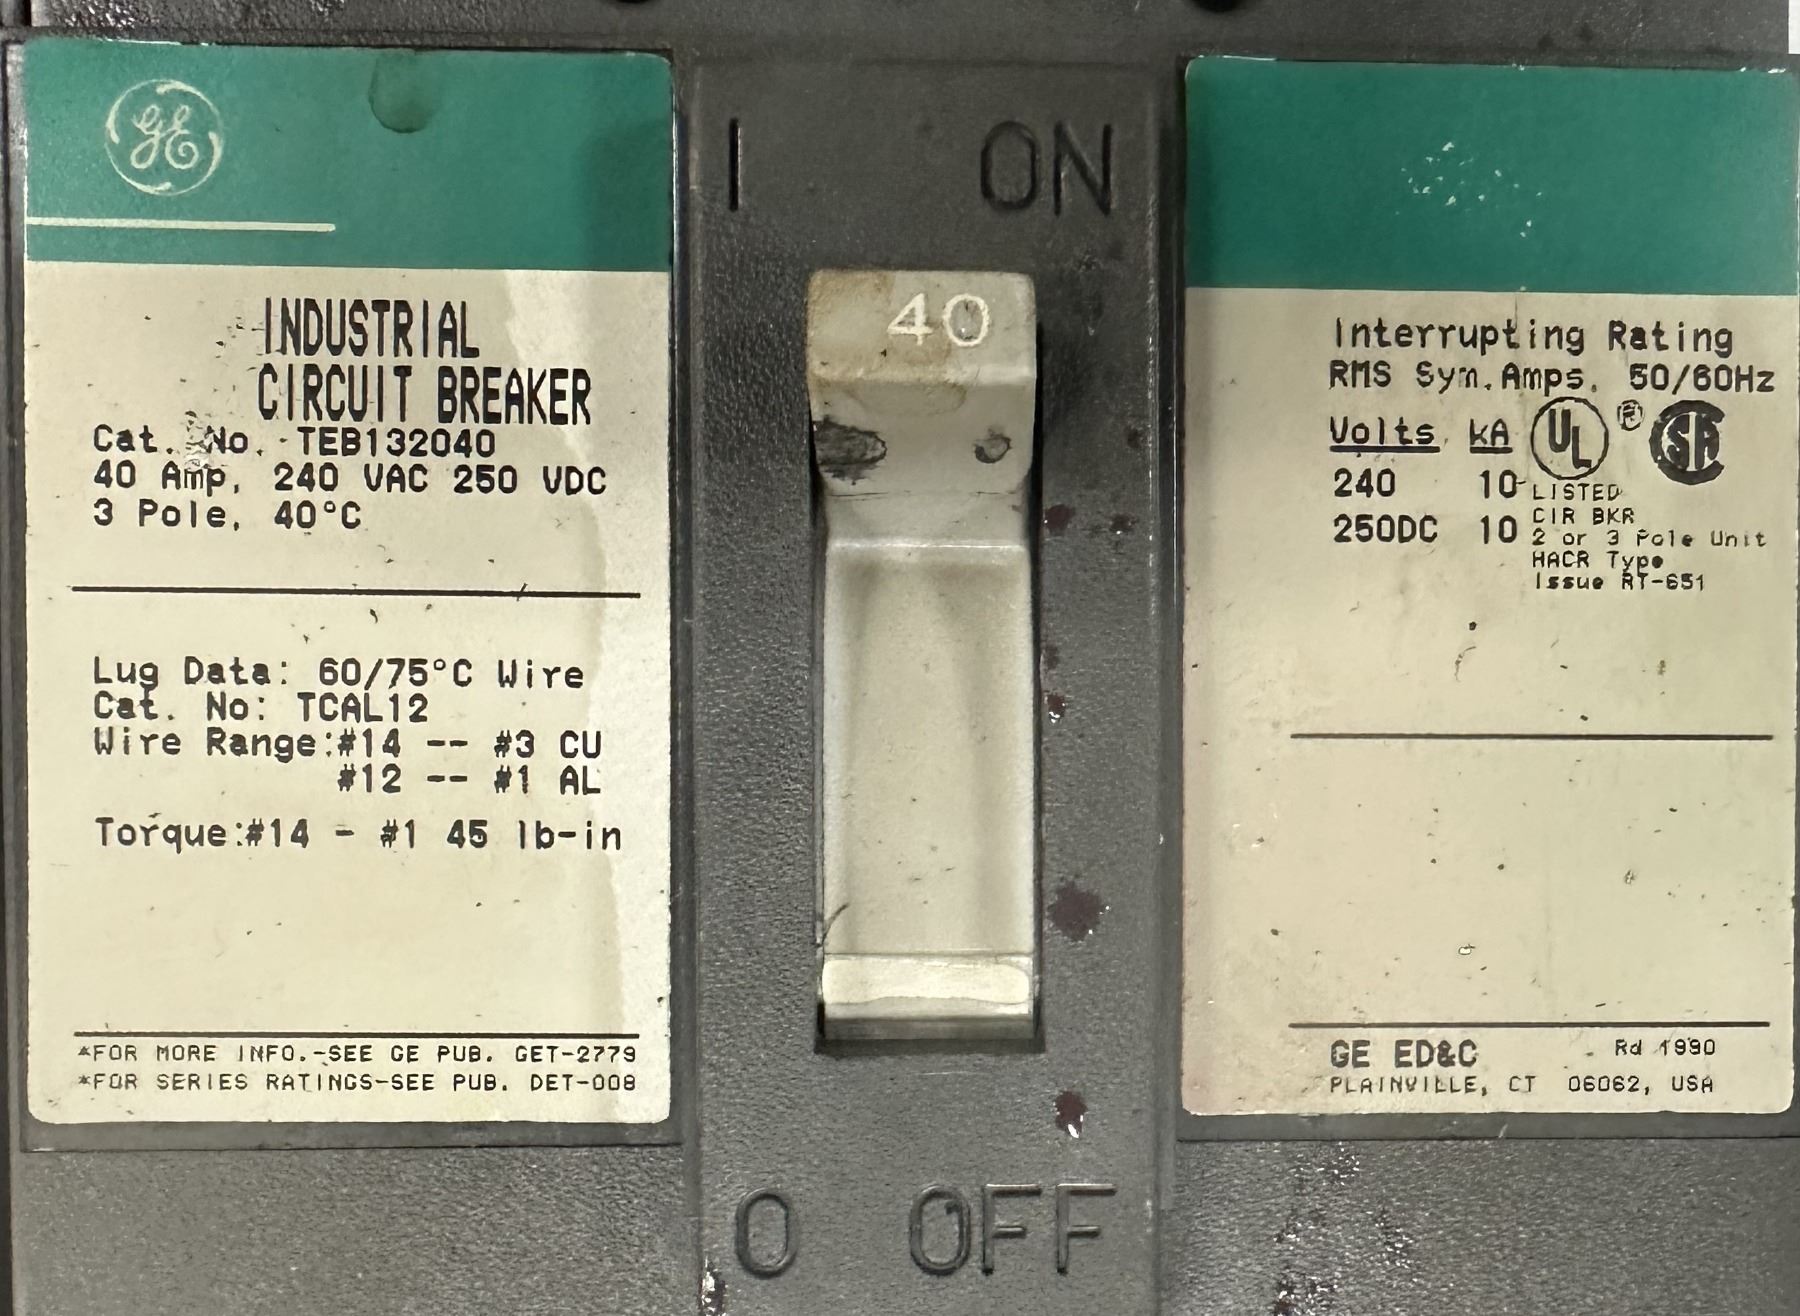 GE
INDUSTRIAL
CIRCUIT BREAKER
Cat. No. TEB132040
40 Amp, 240 VAC 250 VDC
3 Pole, 40°C
Lug Data: 60/75°C Wire
Cat. No: TCAL12
Wire Range:#14 -- #3 CU
#12 -- #1 AL
Torque:#14 - #1 45 lb-in
*FOR MORE INFO.-SEE GE PUB. GET-2779
*FOR SERIES RATINGS-SEE PUB. DET-008
I ON
40
O OFF
Interrupting Rating
RMS Sym. Amps. 50/60Hz
Volts kA
240 10
250DC 10
UL ® SA
LISTED
CIR BKR
2 or 3 Pole Unit
HACR Type
Issue RT-651
GE ED&C Rd 1990
PLAINVILLE, CT 06062, USA